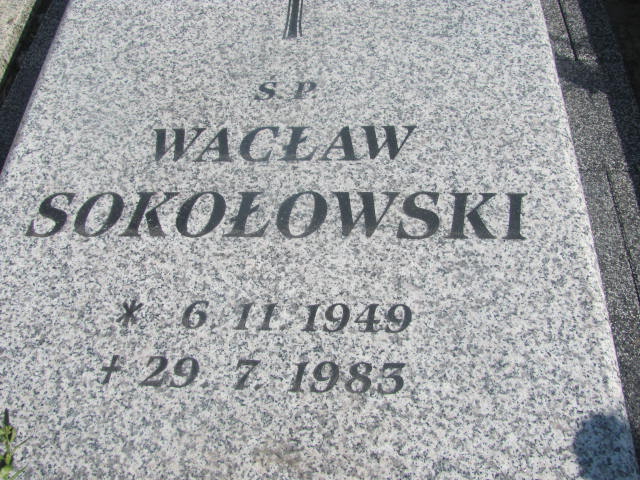 Ś.P.
WACŁAW
SOKOŁOWSKI
* 6. 11. 1949
+ 29. 7. 1983